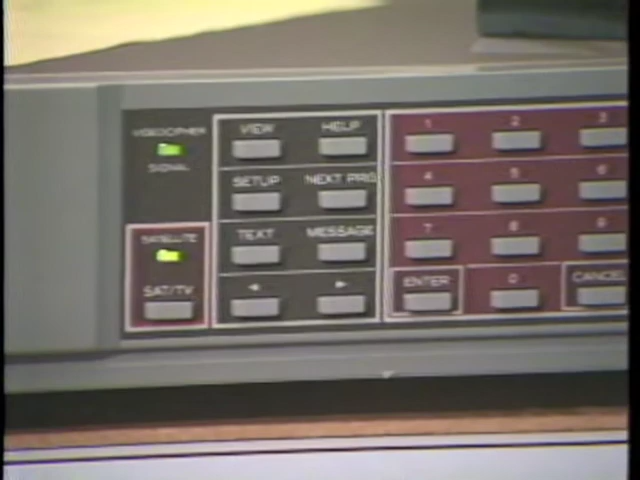 VIDEOCIPHER
SIGNAL
SATELLITE
SAT/TV
VIEW HELP
SETUP NEXT PRG
TEXT MESSAGE
◄ ►
1 2 3
4 5 6
7 8 9
ENTER 0 CANCEL